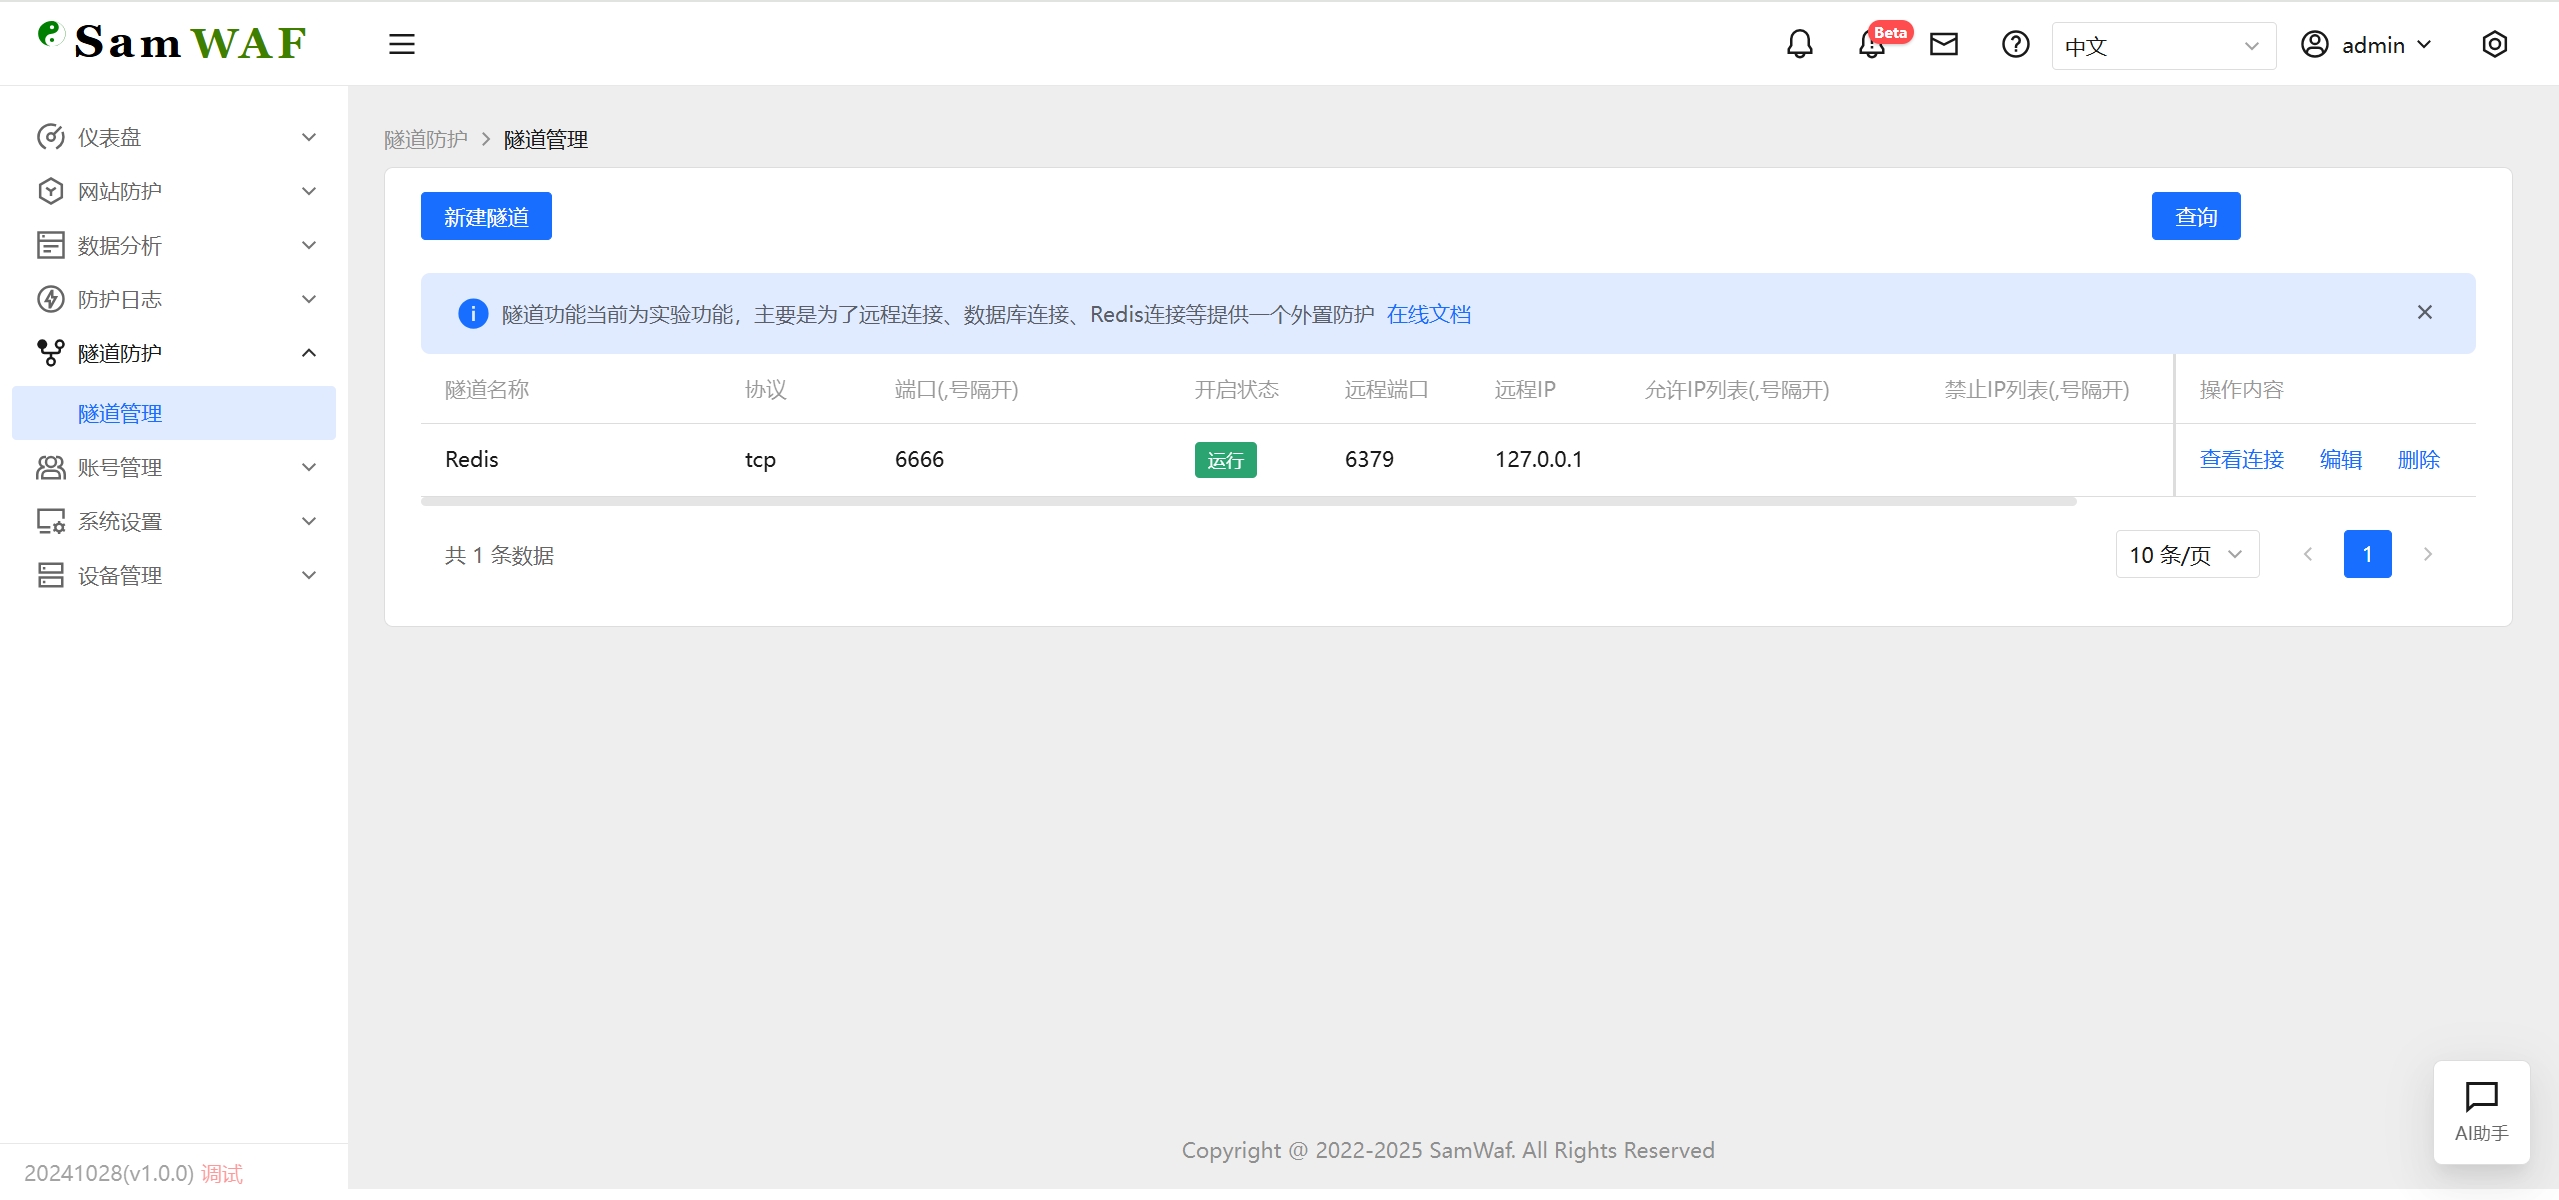 Sam WAF
Beta
中文
admin
仪表盘
网站防护
数据分析
防护日志
隧道防护
隧道管理
账号管理
系统设置
设备管理
20241028(v1.0.0) 调试
隧道防护 > 隧道管理
新建隧道
查询
隧道功能当前为实验功能，主要是为了远程连接、数据库连接、Redis连接等提供一个外置防护 在线文档
隧道名称 协议 端口(,号隔开) 开启状态 远程端口 远程IP 允许IP列表(,号隔开) 禁止IP列表(,号隔开) 操作内容
Redis tcp 6666 运行 6379 127.0.0.1 查看连接 编辑 删除
共 1 条数据
10 条/页
1
AI助手
Copyright @ 2022-2025 SamWaf. All Rights Reserved